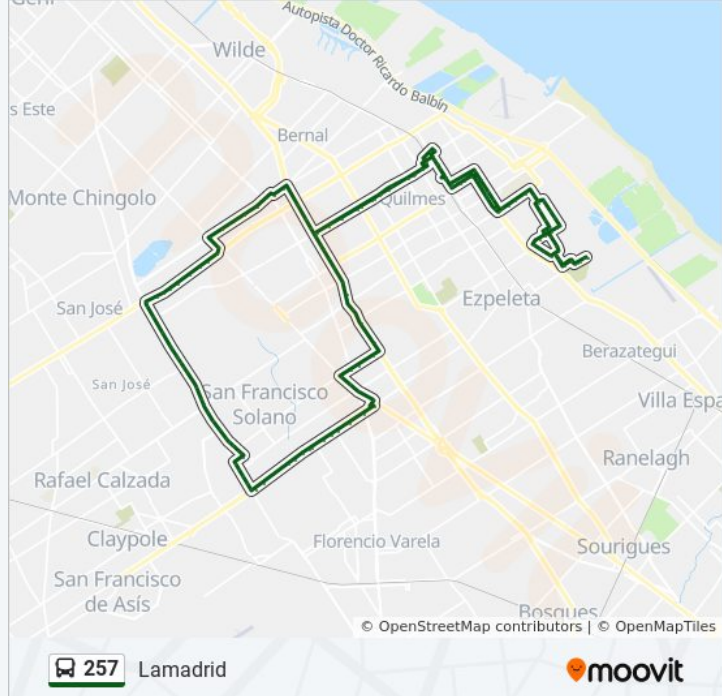 Autopista Doctor Ricardo Balbín
Wilde
s Este
Bernal
Monte Chingolo
Quilmes
San José
Ezpeleta
Berazategui
San José
San Francisco
Solano
Villa Espa
Ranelagh
Rafael Calzada
Claypole
Florencio Varela
Sourigues
San Francisco
de Asís
Bosques
© OpenStreetMap contributors | © OpenMapTiles
257 Lamadrid
moovit